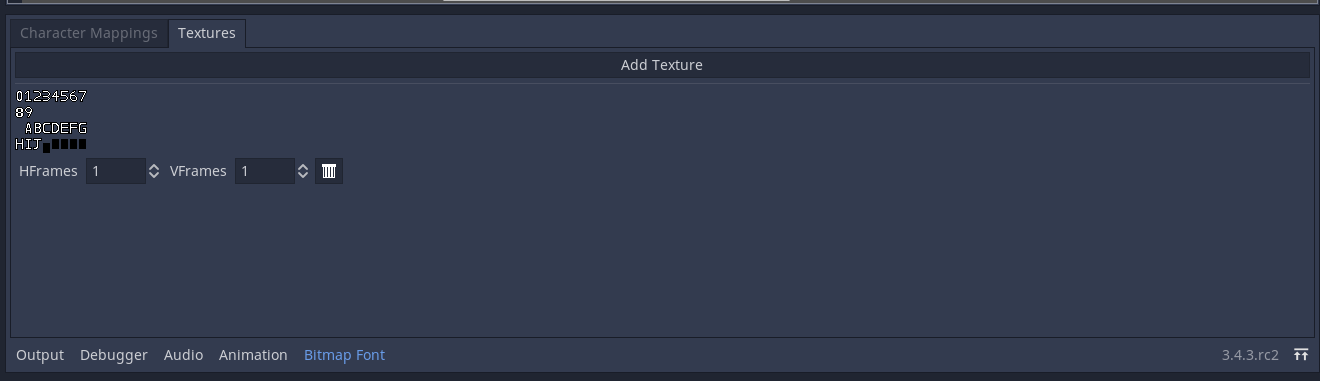 Character Mappings Textures
Add Texture
01234567
89
ABCDEFG
HIJ
HFrames 1 VFrames 1
Output Debugger Audio Animation Bitmap Font 3.4.3.rc2